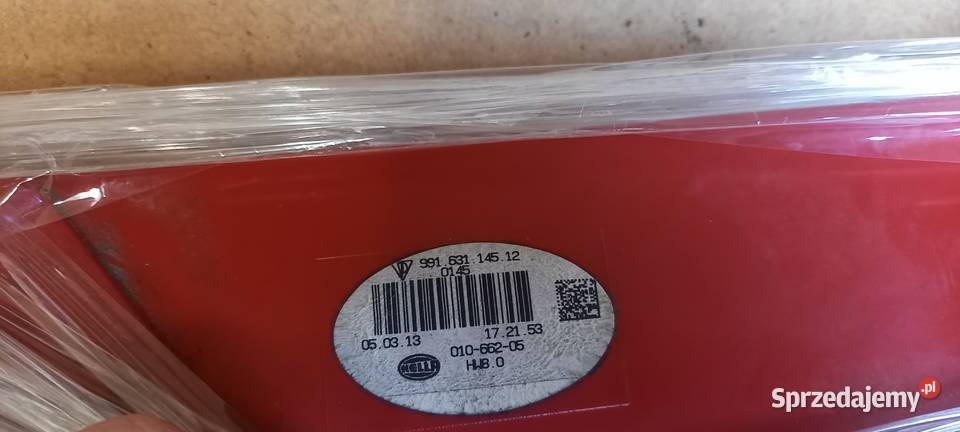 991.631.145.12
0145
05.03.13 17.21.53
010-662-05
HELLA HW8.0
Sprzedajemy.pl